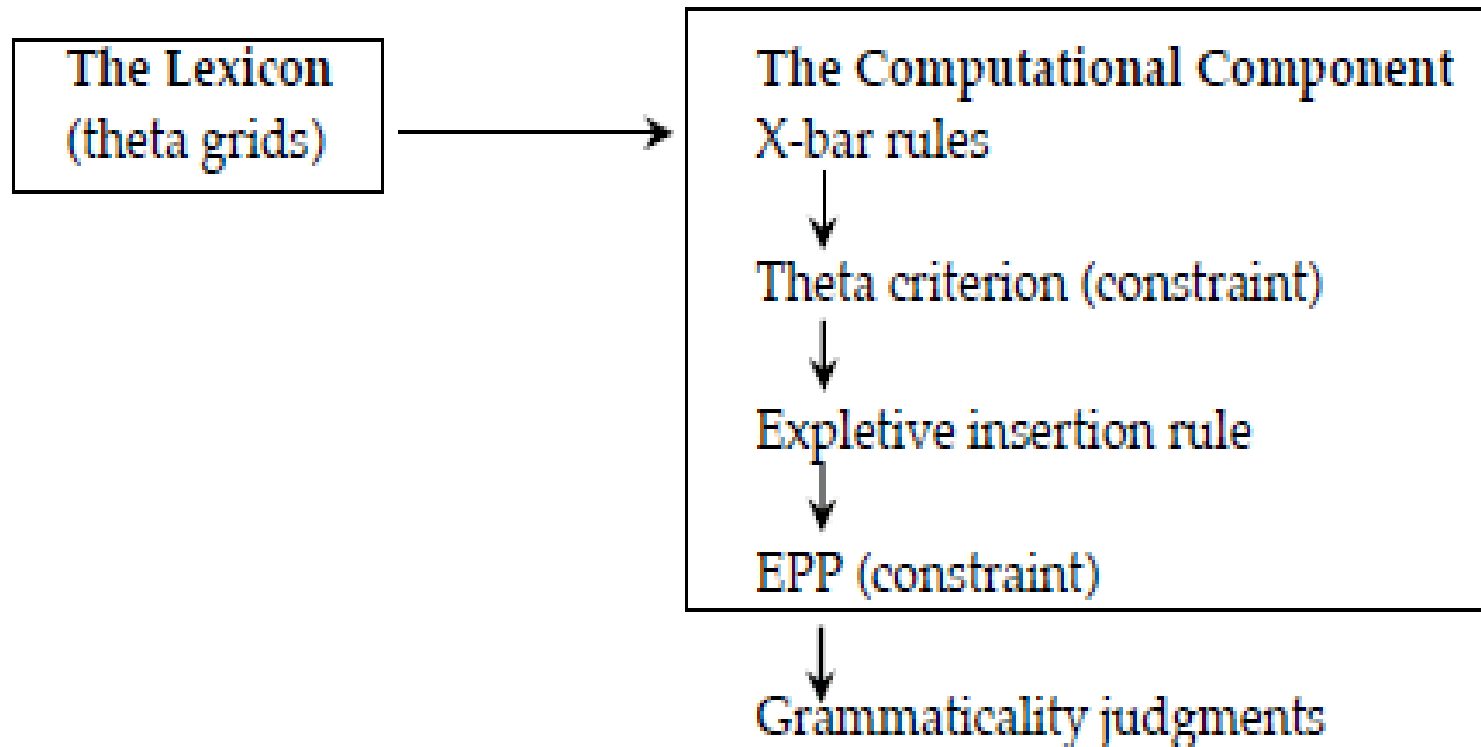 The Lexicon
(theta grids)
The Computational Component
X-bar rules
Theta criterion (constraint)
Expletive insertion rule
EPP (constraint)
Grammaticality judgments